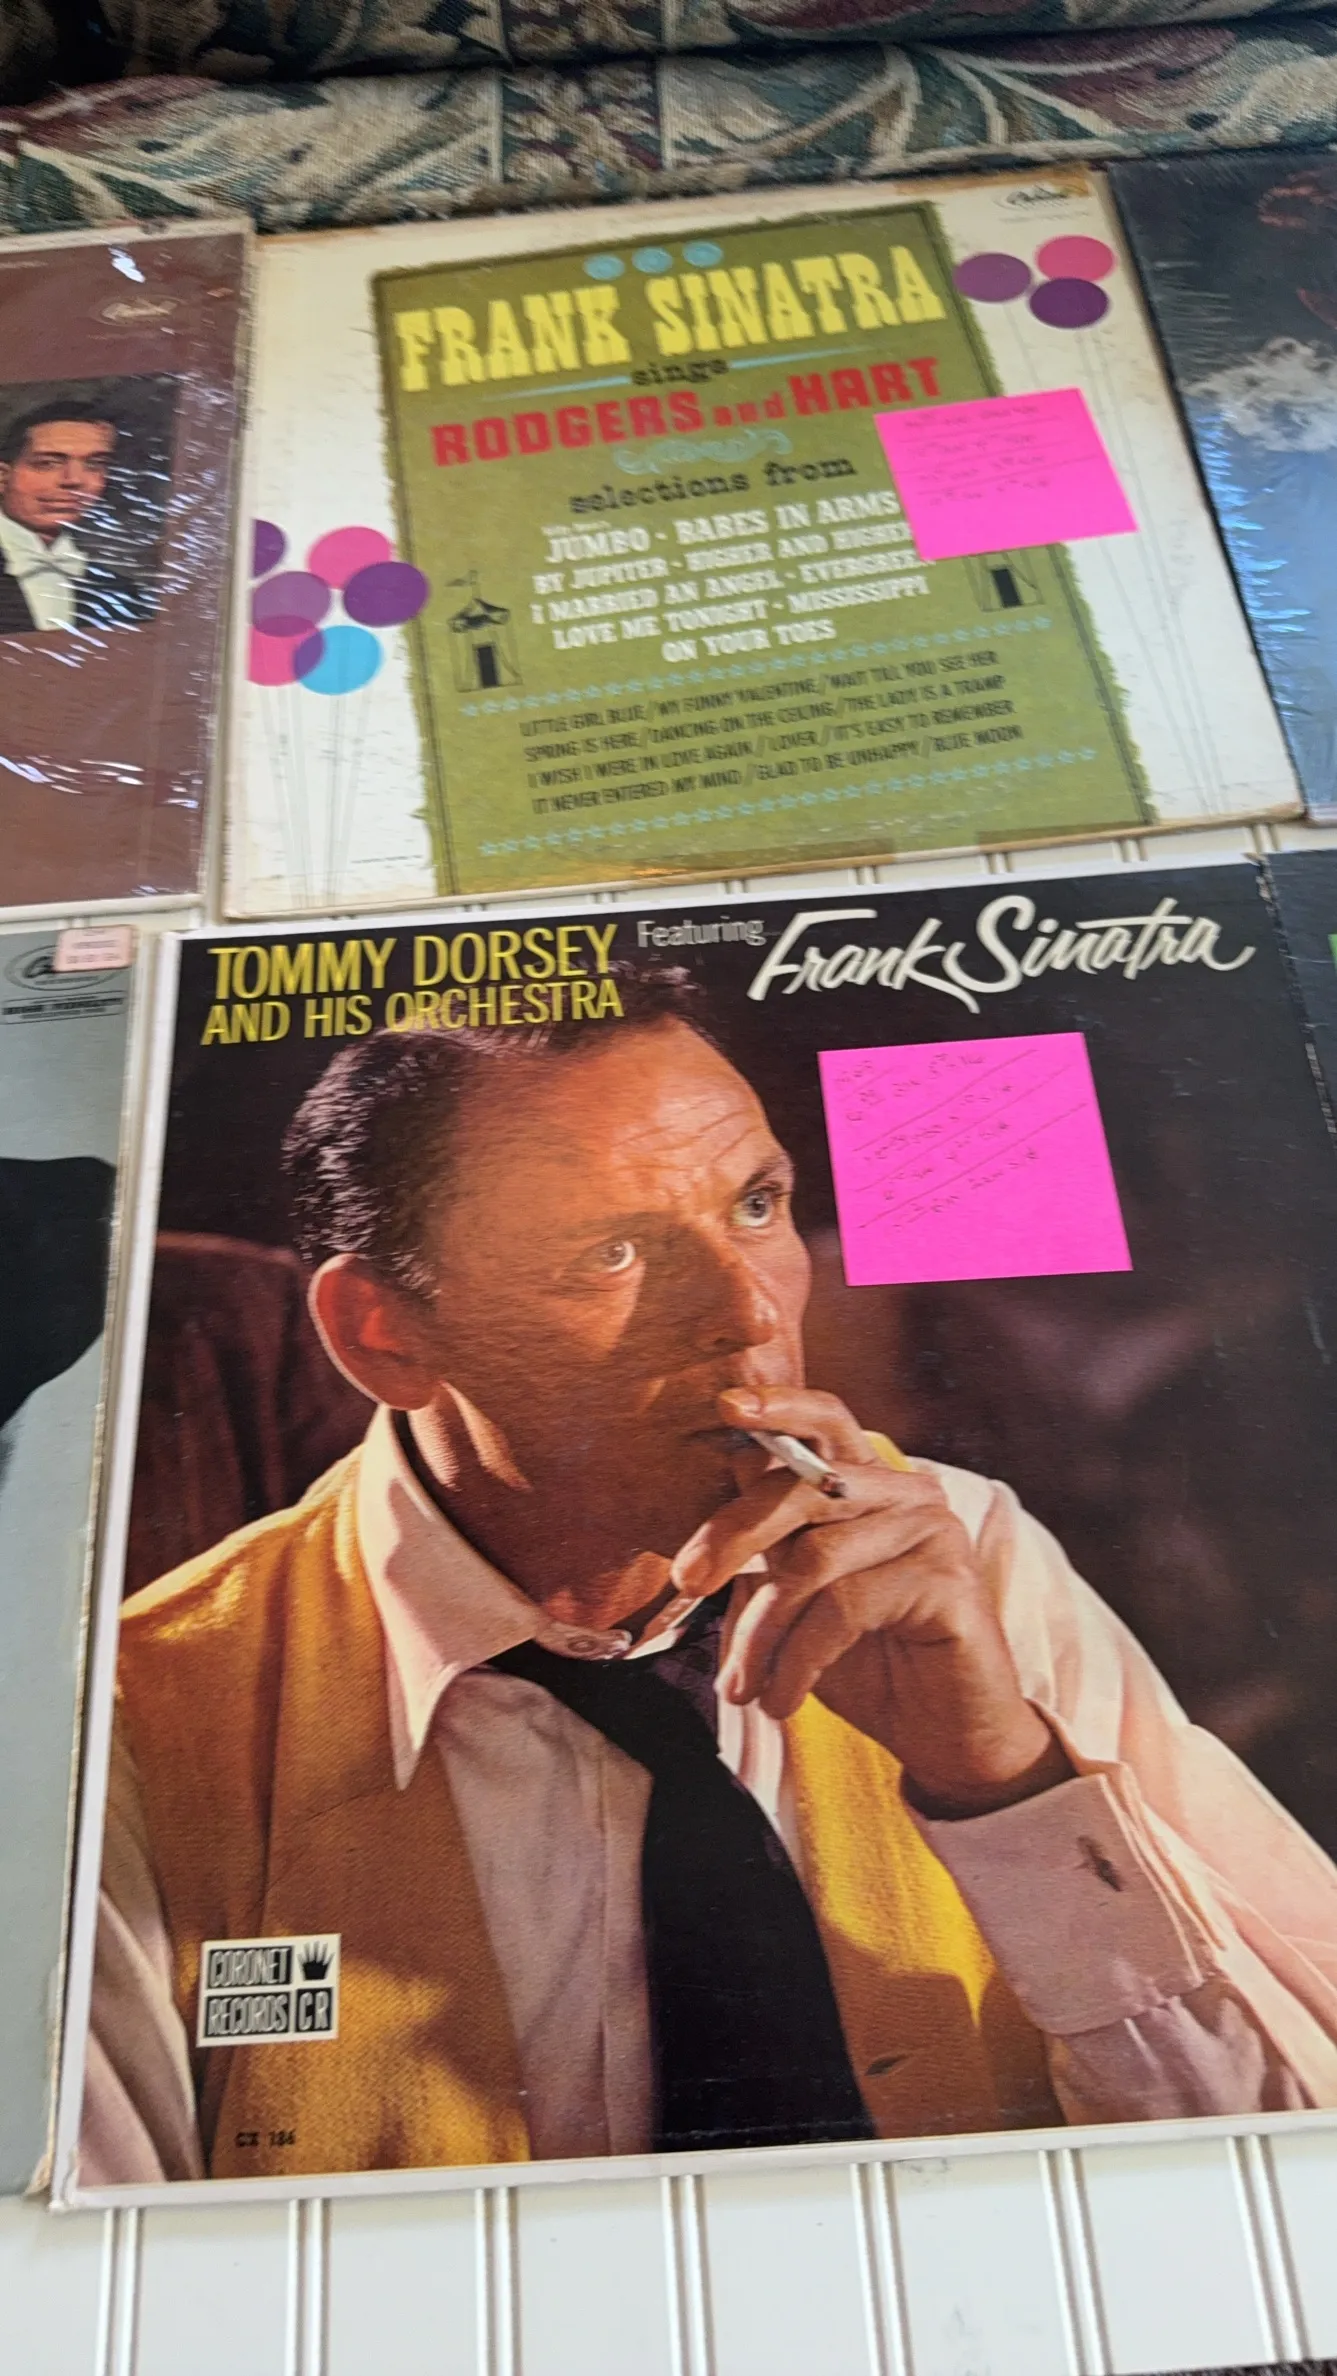 Capitol
Capitol
FRANK SINATRA
sings
RODGERS and HART
selections from
JUMBO • BABES IN ARMS
BY JUPITER • HIGHER AND HIGHER
I MARRIED AN ANGEL • EVERGREEN
LOVE ME TONIGHT • MISSISSIPPI
ON YOUR TOES
LITTLE GIRL BLUE / MY FUNNY VALENTINE / WAIT TILL YOU SEE HER
SPRING IS HERE / DANCING ON THE CEILING / THE LADY IS A TRAMP
I WISH I WERE IN LOVE AGAIN / LOVER / IT'S EASY TO REMEMBER
IT NEVER ENTERED MY MIND / GLAD TO BE UNHAPPY / BLUE MOON
TOMMY DORSEY Featuring Frank Sinatra
AND HIS ORCHESTRA
CORONET
RECORDS CR
CX 186